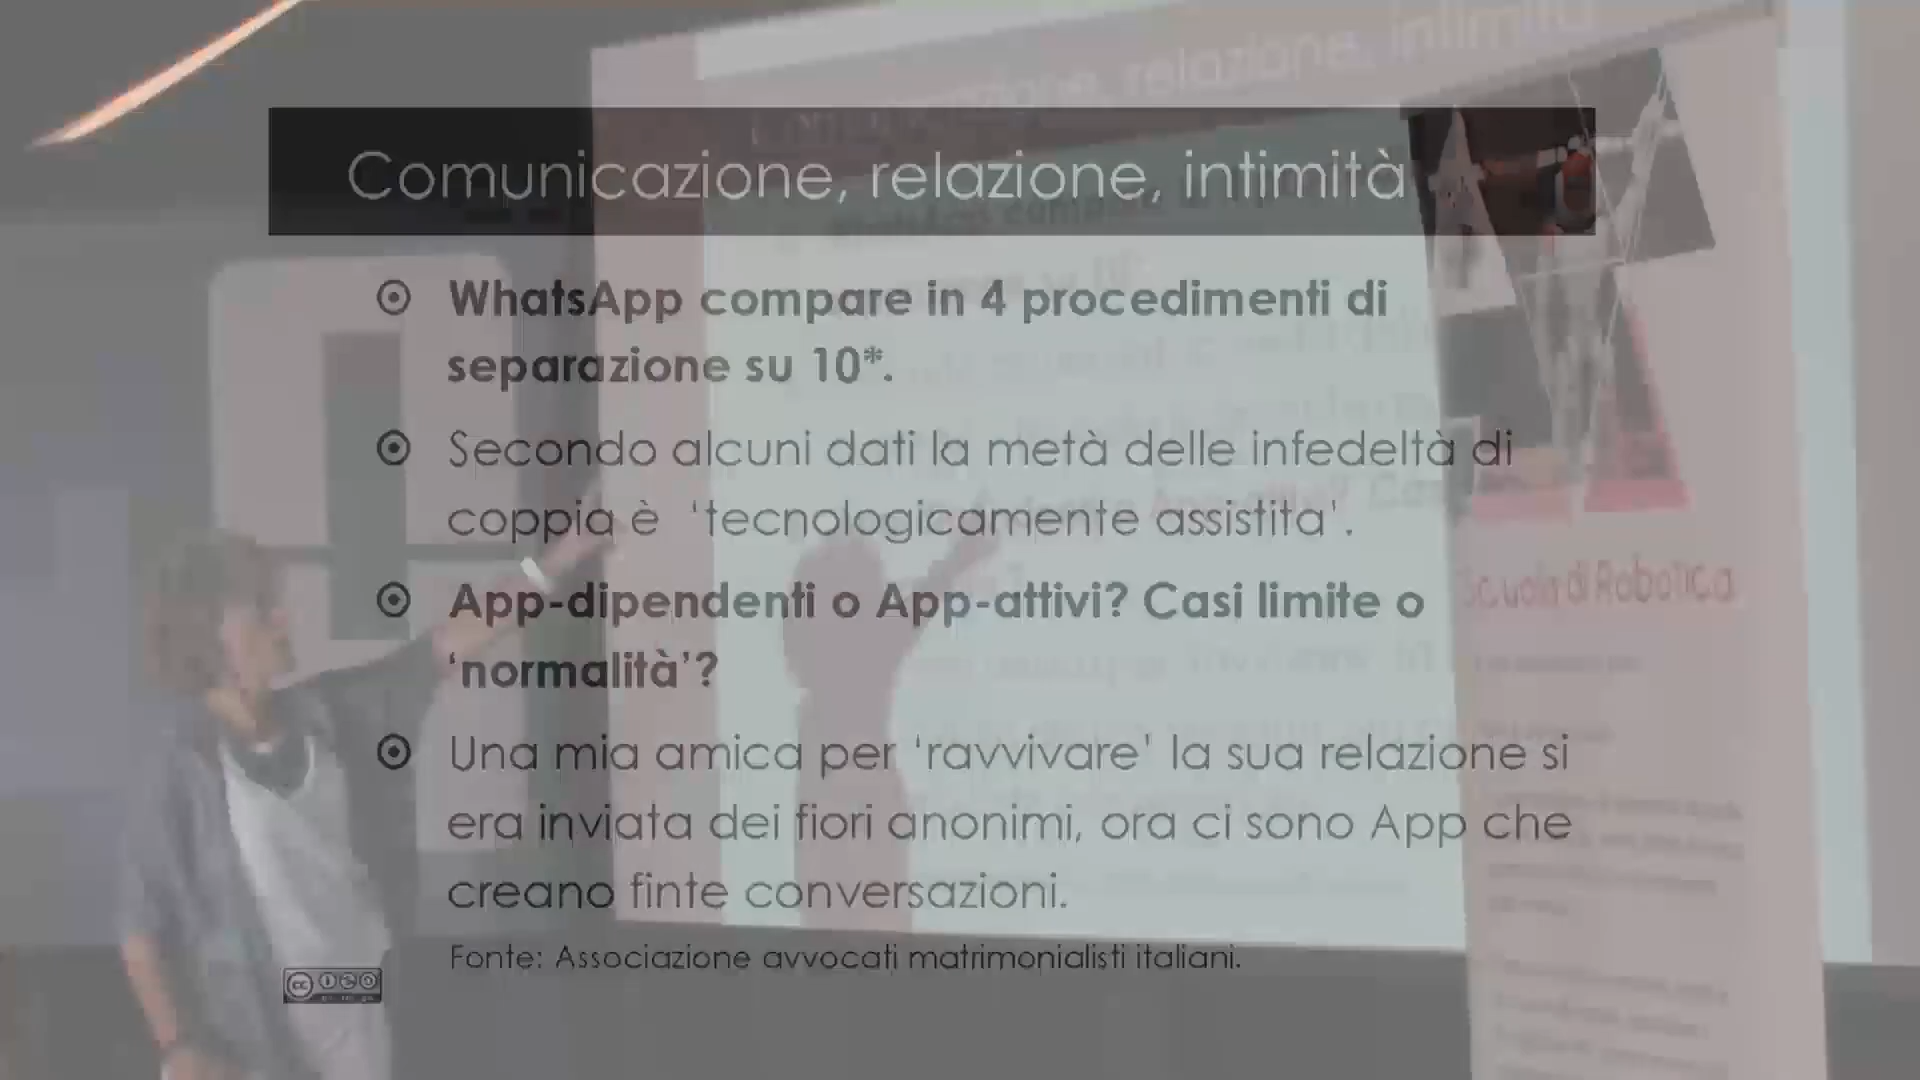 Comunicazione, relazione, intimità
WhatsApp compare in 4 procedimenti di
separazione su 10*.
Secondo alcuni dati la metà delle infedeltà di
coppia è ‘tecnologicamente assistita’.
App-dipendenti o App-attivi? Casi limite o
‘normalità’?
Una mia amica per ‘ravvivare’ la sua relazione si
era inviata dei fiori anonimi, ora ci sono App che
creano finte conversazioni.
Fonte: Associazione avvocati matrimonialisti italiani.
cc
relazione, intimità
Scuola di Robotica